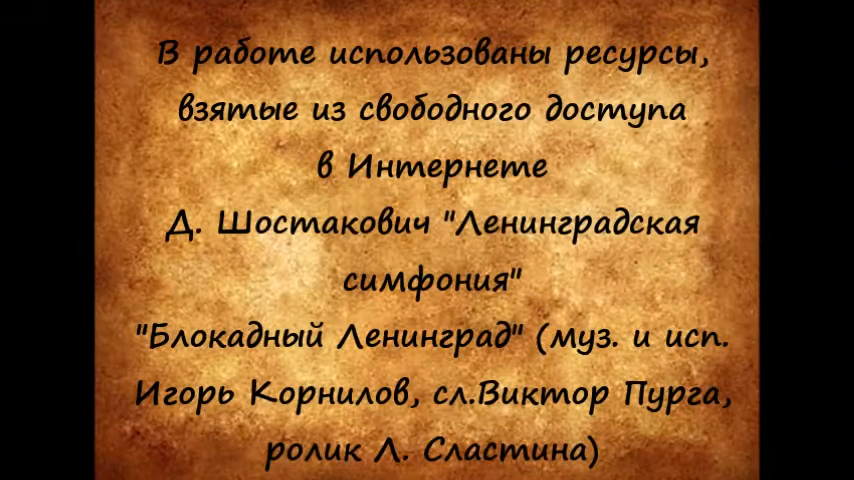 В работе использованы ресурсы,
взятые из свободного доступа
в Интернете
Д. Шостакович "Ленинградская
симфония"
"Блокадный Ленинград" (муз. и исп.
Игорь Корнилов, сл.Виктор Пурга,
ролик Л. Сластина)